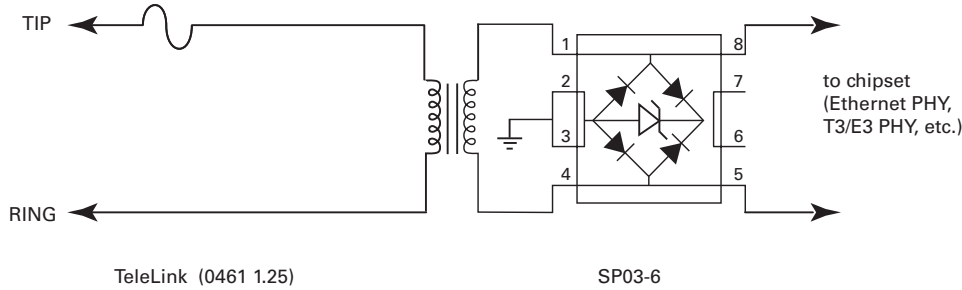 TIP
1
8
2
7
to chipset
(Ethernet PHY,
T3/E3 PHY, etc.)
3
6
4
5
RING
TeleLink (0461 1.25)
SP03-6